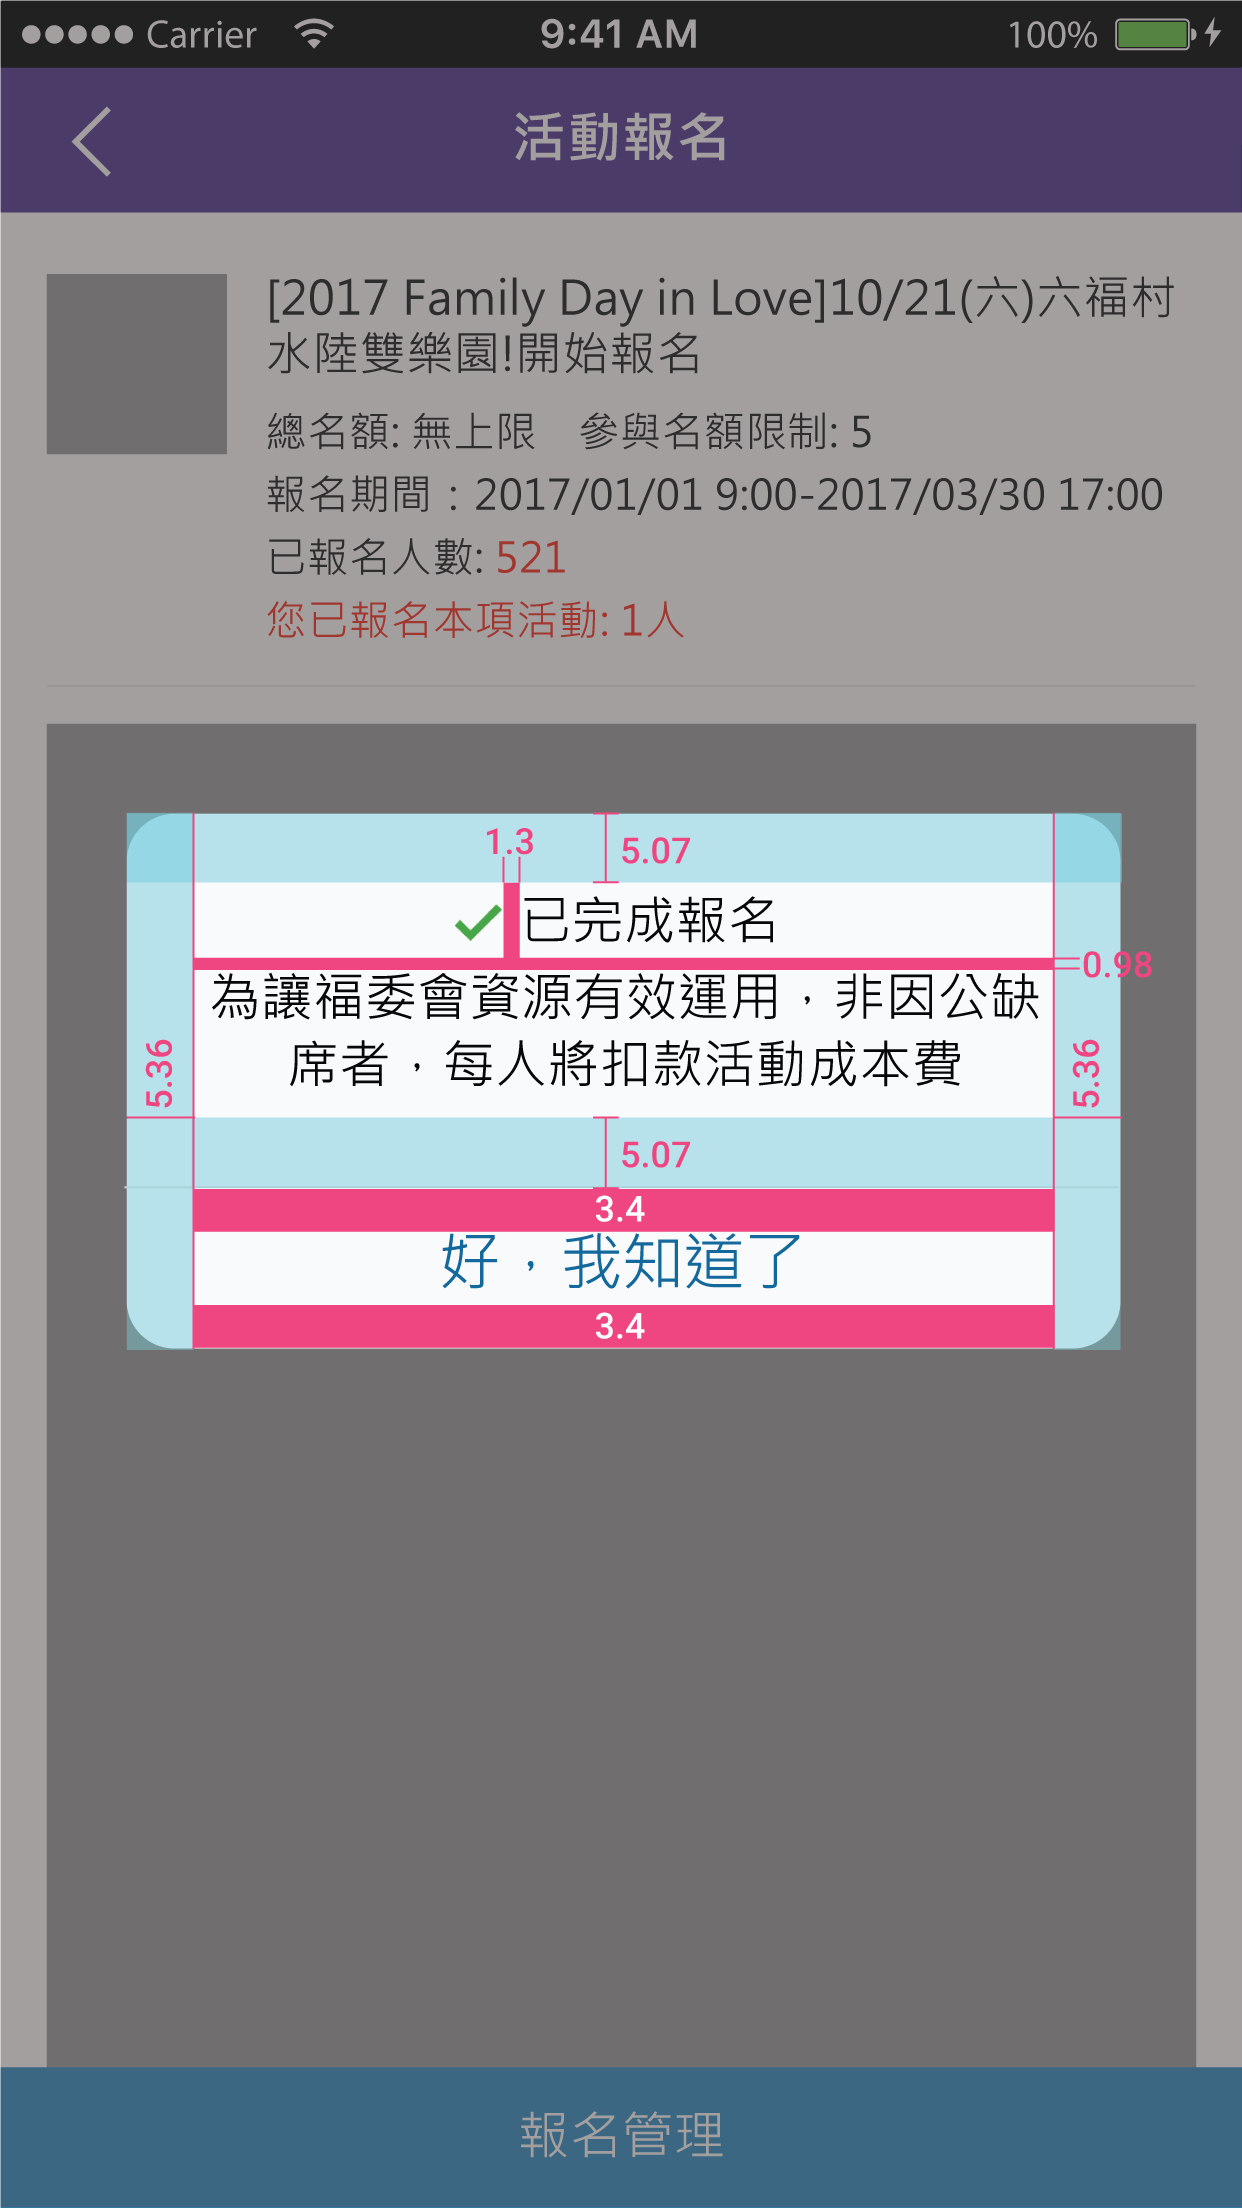 Carrier 9:41 AM 100%
活動報名
[2017 Family Day in Love]10/21(六)六福村
水陸雙樂園!開始報名
總名額: 無上限 參與名額限制: 5
報名期間：2017/01/01 9:00-2017/03/30 17:00
已報名人數: 521
您已報名本項活動: 1人
1.3
5.07
已完成報名
0.98
為讓福委會資源有效運用，非因公缺
席者，每人將扣款活動成本費
5.36
5.36
5.07
3.4
好，我知道了
3.4
報名管理